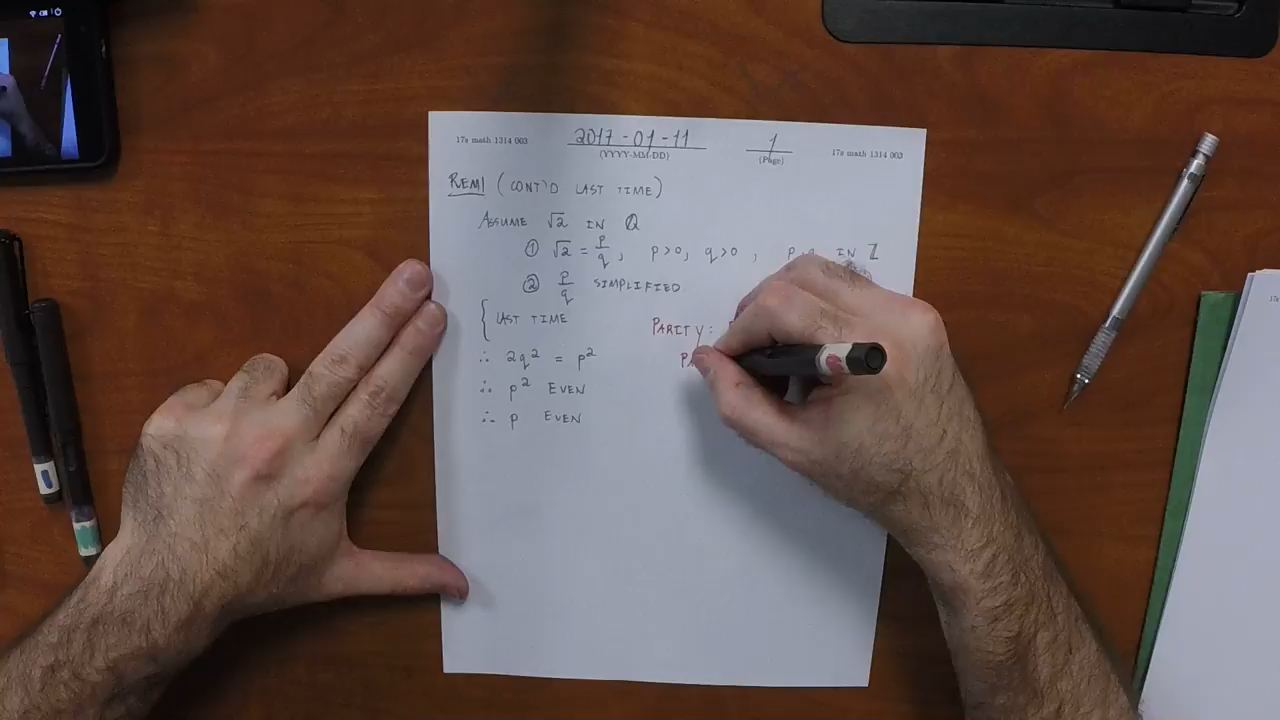 17s math 1314 003 2017-01-11 1 17s math 1314 003
(YYYY-MM-DD) (Page)
REM (CONT'D LAST TIME)
ASSUME √2 IN ℚ
① √2 = p/q, p>0, q>0, p, q IN ℤ
② p/q SIMPLIFIED
{ LAST TIME
PARITY:
∴ 2q² = p²
∴ p² EVEN
∴ p EVEN